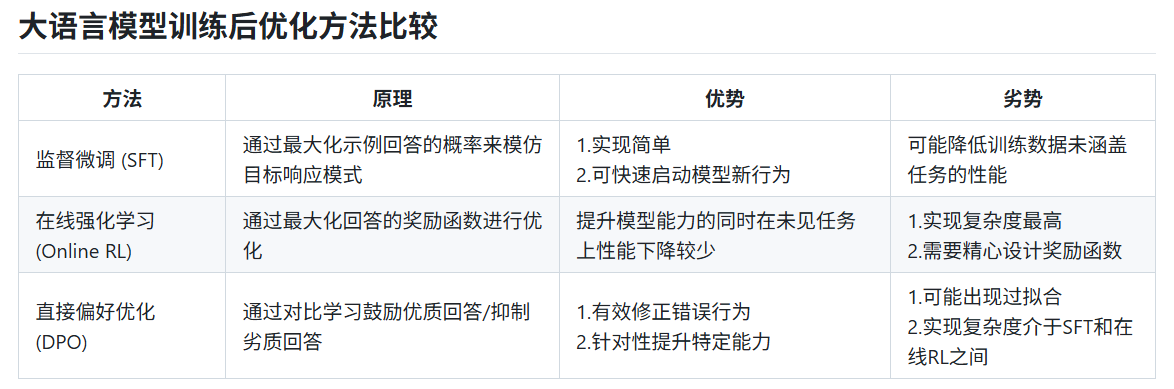 大语言模型训练后优化方法比较
方法 原理 优势 劣势
监督微调 (SFT)
通过最大化示例回答的概率来模仿
目标响应模式
1.实现简单
2.可快速启动模型新行为
可能降低训练数据未涵盖
任务的性能
在线强化学习
(Online RL)
通过最大化回答的奖励函数进行优
化
提升模型能力的同时在未见任务
上性能下降较少
1.实现复杂度最高
2.需要精心设计奖励函数
直接偏好优化
(DPO)
通过对比学习鼓励优质回答/抑制
劣质回答
1.有效修正错误行为
2.针对性提升特定能力
1.可能出现过拟合
2.实现复杂度介于SFT和在
线RL之间